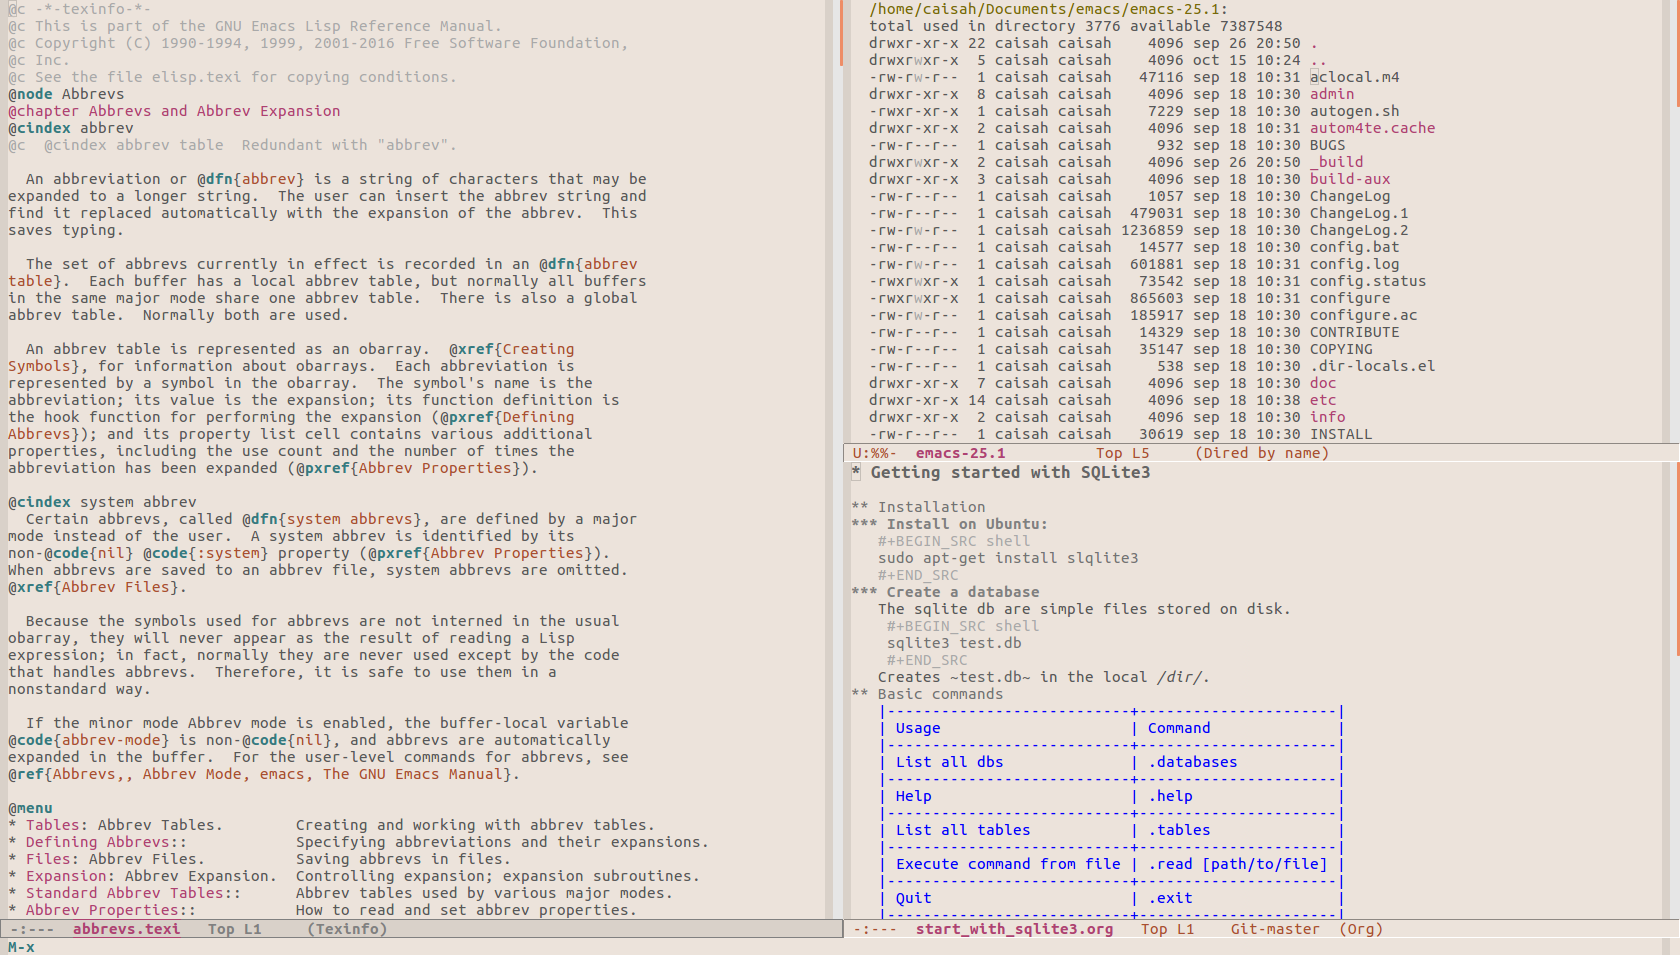 @c -*-texinfo-*-
@c This is part of the GNU Emacs Lisp Reference Manual.
@c Copyright (C) 1990-1994, 1999, 2001-2016 Free Software Foundation,
@c Inc.
@c See the file elisp.texi for copying conditions.
@node Abbrevs
@chapter Abbrevs and Abbrev Expansion
@cindex abbrev
@c  @cindex abbrev table  Redundant with "abbrev".

  An abbreviation or @dfn{abbrev} is a string of characters that may be
expanded to a longer string.  The user can insert the abbrev string and
find it replaced automatically with the expansion of the abbrev.  This
saves typing.

  The set of abbrevs currently in effect is recorded in an @dfn{abbrev
table}.  Each buffer has a local abbrev table, but normally all buffers
in the same major mode share one abbrev table.  There is also a global
abbrev table.  Normally both are used.

  An abbrev table is represented as an obarray.  @xref{Creating
Symbols}, for information about obarrays.  Each abbreviation is
represented by a symbol in the obarray.  The symbol's name is the
abbreviation; its value is the expansion; its function definition is
the hook function for performing the expansion (@pxref{Defining
Abbrevs}); and its property list cell contains various additional
properties, including the use count and the number of times the
abbreviation has been expanded (@pxref{Abbrev Properties}).

@cindex system abbrev
  Certain abbrevs, called @dfn{system abbrevs}, are defined by a major
mode instead of the user.  A system abbrev is identified by its
non-@code{nil} @code{:system} property (@pxref{Abbrev Properties}).
When abbrevs are saved to an abbrev file, system abbrevs are omitted.
@xref{Abbrev Files}.

  Because the symbols used for abbrevs are not interned in the usual
obarray, they will never appear as the result of reading a Lisp
expression; in fact, normally they are never used except by the code
that handles abbrevs.  Therefore, it is safe to use them in a
nonstandard way.

  If the minor mode Abbrev mode is enabled, the buffer-local variable
@code{abbrev-mode} is non-@code{nil}, and abbrevs are automatically
expanded in the buffer.  For the user-level commands for abbrevs, see
@ref{Abbrevs,, Abbrev Mode, emacs, The GNU Emacs Manual}.

@menu
* Tables: Abbrev Tables.        Creating and working with abbrev tables.
* Defining Abbrevs::            Specifying abbreviations and their expansions.
* Files: Abbrev Files.          Saving abbrevs in files.
* Expansion: Abbrev Expansion.  Controlling expansion; expansion subroutines.
* Standard Abbrev Tables::      Abbrev tables used by various major modes.
* Abbrev Properties::           How to read and set abbrev properties.
-:---  abbrevs.texi   Top L1     (Texinfo)
/home/caisah/Documents/emacs/emacs-25.1:
total used in directory 3776 available 7387548
drwxr-xr-x 22 caisah caisah    4096 sep 26 20:50 .
drwxrwxr-x  5 caisah caisah    4096 oct 15 10:24 ..
-rw-rw-r--  1 caisah caisah   47116 sep 18 10:31 aclocal.m4
drwxr-xr-x  8 caisah caisah    4096 sep 18 10:30 admin
-rwxr-xr-x  1 caisah caisah    7229 sep 18 10:30 autogen.sh
drwxr-xr-x  2 caisah caisah    4096 sep 18 10:31 autom4te.cache
-rw-r--r--  1 caisah caisah     932 sep 18 10:30 BUGS
drwxrwxr-x  2 caisah caisah    4096 sep 26 20:50 _build
drwxr-xr-x  3 caisah caisah    4096 sep 18 10:30 build-aux
-rw-r--r--  1 caisah caisah    1057 sep 18 10:30 ChangeLog
-rw-r--r--  1 caisah caisah  479031 sep 18 10:30 ChangeLog.1
-rw-rw-r--  1 caisah caisah 1236859 sep 18 10:30 ChangeLog.2
-rw-r--r--  1 caisah caisah   14577 sep 18 10:30 config.bat
-rw-rw-r--  1 caisah caisah  601881 sep 18 10:31 config.log
-rwxrwxr-x  1 caisah caisah   73542 sep 18 10:31 config.status
-rwxrwxr-x  1 caisah caisah  865603 sep 18 10:31 configure
-rw-rw-r--  1 caisah caisah  185917 sep 18 10:30 configure.ac
-rw-r--r--  1 caisah caisah   14329 sep 18 10:30 CONTRIBUTE
-rw-r--r--  1 caisah caisah   35147 sep 18 10:30 COPYING
-rw-r--r--  1 caisah caisah     538 sep 18 10:30 .dir-locals.el
drwxr-xr-x  7 caisah caisah    4096 sep 18 10:30 doc
drwxr-xr-x 14 caisah caisah    4096 sep 18 10:38 etc
drwxr-xr-x  2 caisah caisah    4096 sep 18 10:30 info
-rw-r--r--  1 caisah caisah   30619 sep 18 10:30 INSTALL
U:%%-  emacs-25.1          Top L5     (Dired by name)
* Getting started with SQLite3

** Installation
*** Install on Ubuntu:
   #+BEGIN_SRC shell
   sudo apt-get install slqlite3
   #+END_SRC
*** Create a database
   The sqlite db are simple files stored on disk.
    #+BEGIN_SRC shell
    sqlite3 test.db
    #+END_SRC
   Creates ~test.db~ in the local /dir/.
** Basic commands
   |---------------------------+----------------------|
   | Usage                     | Command              |
   |---------------------------+----------------------|
   | List all dbs              | .databases           |
   |---------------------------+----------------------|
   | Help                      | .help                |
   |---------------------------+----------------------|
   | List all tables           | .tables              |
   |---------------------------+----------------------|
   | Execute command from file | .read [path/to/file] |
   |---------------------------+----------------------|
   | Quit                      | .exit                |
   |---------------------------+----------------------|
-:---  start_with_sqlite3.org   Top L1    Git-master  (Org)
M-x